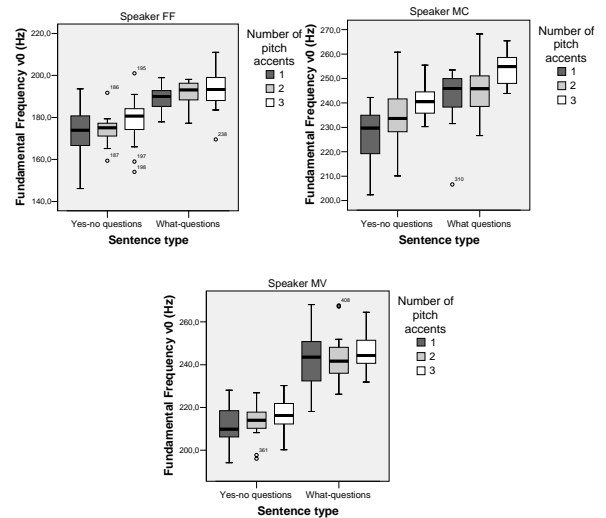 Speaker FF
Fundamental Frequency v0 (Hz)
220,0
200,0
180,0
160,0
140,0
186
187
195
197
198
238
Yes-no questions What-questions
Sentence type
Number of
pitch
accents
1
2
3
Speaker MC
Fundamental Frequency v0 (Hz)
270,0
260,0
250,0
240,0
230,0
220,0
210,0
200,0
310
Yes-no questions What questions
Sentence type
Number of
pitch
accents
1
2
3
Speaker MV
Fundamental Frequency v0 (Hz)
260,0
240,0
220,0
200,0
408
361
Yes-no questions What-questions
Sentence type
Number of
pitch
accents
1
2
3